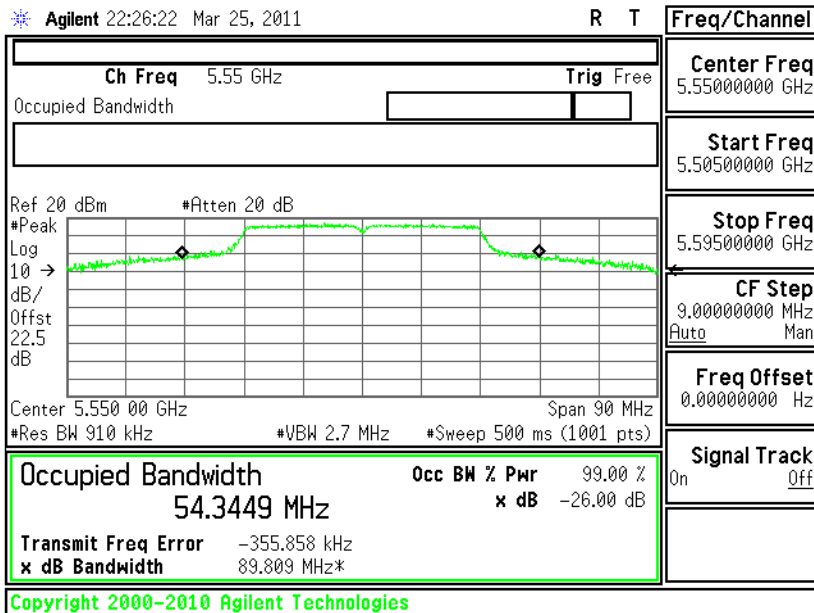 Agilent 22:26:22 Mar 25, 2011 R T
Freq/Channel
Ch Freq 5.55 GHz Trig Free
Occupied Bandwidth
Center Freq
5.55000000 GHz
Start Freq
5.50500000 GHz
Stop Freq
5.59500000 GHz
CF Step
9.00000000 MHz
Auto Man
Freq Offset
0.00000000 Hz
Signal Track
On Off
Ref 20 dBm #Atten 20 dB
#Peak
Log
10
dB/
Offst
22.5
dB
Center 5.550 00 GHz Span 90 MHz
#Res BW 910 kHz #VBW 2.7 MHz #Sweep 500 ms (1001 pts)
Occupied Bandwidth Occ BW % Pwr 99.00 %
54.3449 MHz x dB -26.00 dB
Transmit Freq Error -355.858 kHz
x dB Bandwidth 89.809 MHz*
Copyright 2000-2010 Agilent Technologies